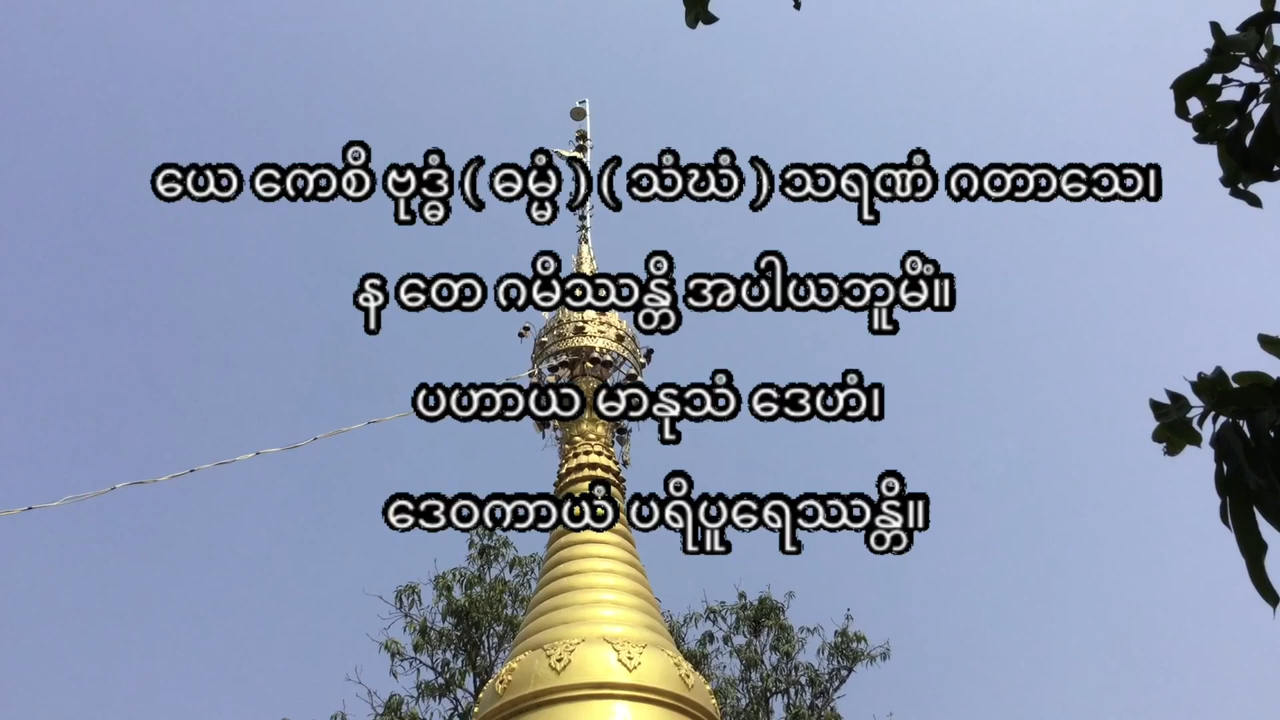 ယေ ကေစိ ဗုဒ္ဓံ ( ဓမ္မံ ) ( သံဃံ ) သရဏံ ဂတာသေ၊
န တေ ဂမိဿန္တိ အပါယဘူမိံ။
ပဟာယ မာနုသံ ဒေဟံ၊
ဒေဝကာယံ ပရိပူရေဿန္တိ။